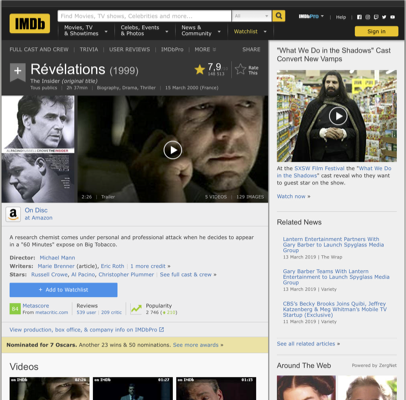 IMDb
Find Movies, TV shows, Celebrities and more...
All
IMDbPro
Help
Movies, TV & Showtimes
Celebs, Events & Photos
News & Community
Watchlist
Sign in
FULL CAST AND CREW | TRIVIA | USER REVIEWS | IMDbPro | MORE
SHARE
Révélations (1999)
The Insider (original title)
Tous publics | 2h 37min | Biography, Drama, Thriller | 15 March 2000 (France)
7,9
Rate This
2:26 | Trailer
5 VIDEOS | 129 IMAGES
On Disc
at Amazon
A research chemist comes under personal and professional attack when he decides to appear
in a "60 Minutes" expose on Big Tobacco.
Director: Michael Mann
Writers: Marie Brenner (article), Eric Roth | 1 more credit »
Stars: Russell Crowe, Al Pacino, Christopher Plummer | See full cast & crew »
+ Add to Watchlist
Metascore
From metacritic.com
Reviews
539 user | 209 critic
Popularity
2 746
View production, box office, & company info on IMDbPro
Nominated for 7 Oscars. Another 23 wins & 50 nominations. See more awards »
Videos
"What We Do in the Shadows" Cast
Convert New Vamps
At the SXSW Film Festival the "What We
Do in the Shadows" cast reveal who they want
to guest star on the show.
Watch now »
Related News
Lantern Entertainment Partners With
Gary Barber to Launch Spyglass Media
Group
13 March 2019 | The Wrap
Gary Barber Teams With Lantern
Entertainment to Launch Spyglass Media
Group
13 March 2019 | Variety
CBS's Becky Brooks Joins Quibi, Jeffrey
Katzenberg & Meg Whitman's Mobile TV
Startup (Exclusive)
11 March 2019 | Variety
See all related articles »
Around The Web
Powered by ZergNet